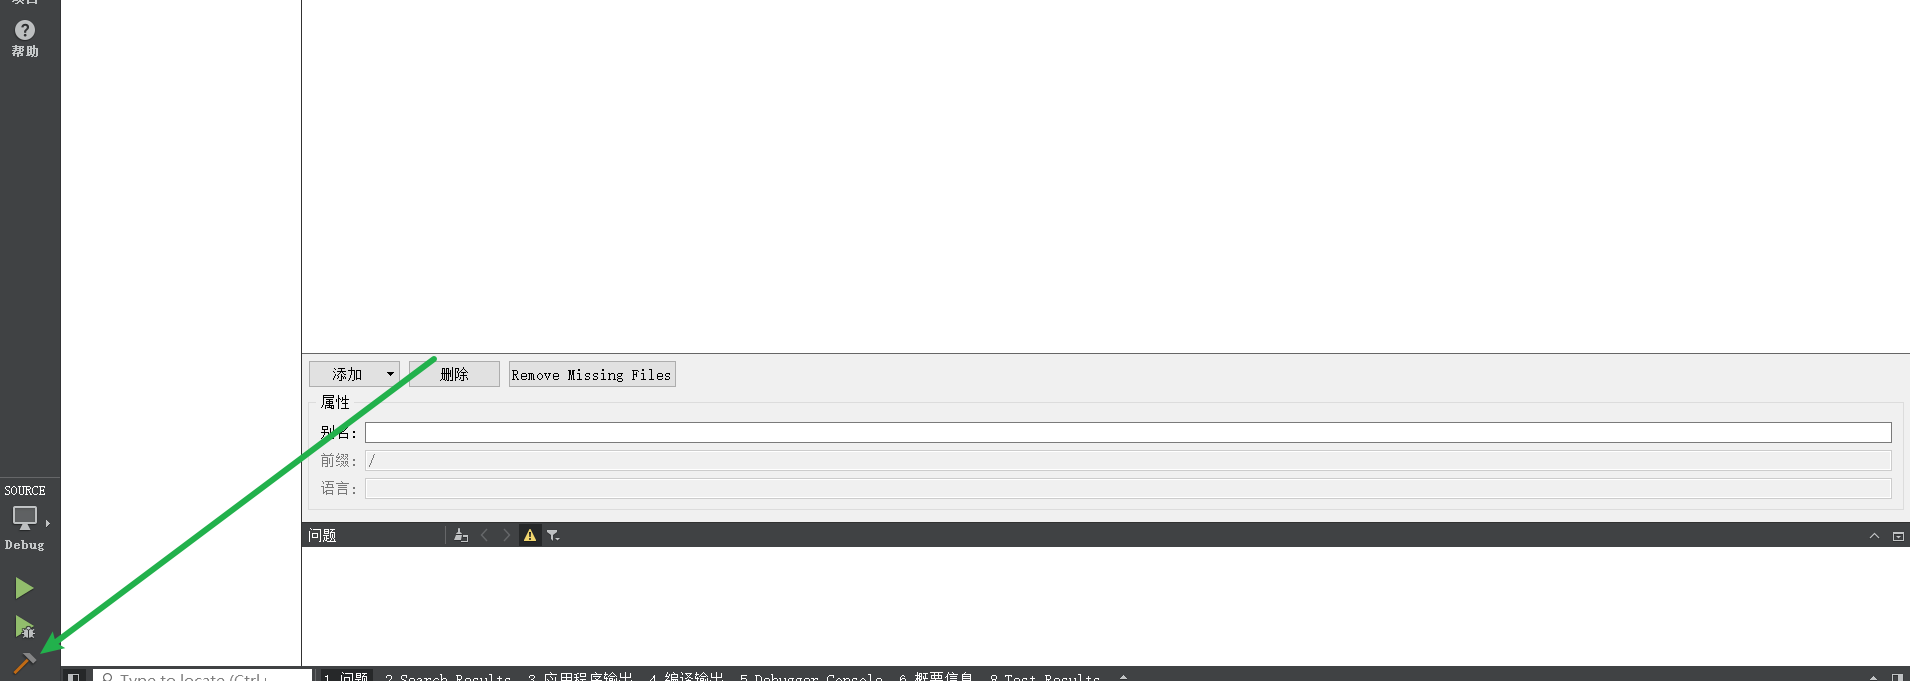 项目
帮助
添加 删除 Remove Missing Files
属性
别名:
前缀: /
语言:
SOURCE
Debug
问题
Type to locate (Ctrl+
1 问题 2 Search Results 3 应用程序输出 4 编译输出 5 Debugger Console 6 概要信息 8 Test Results